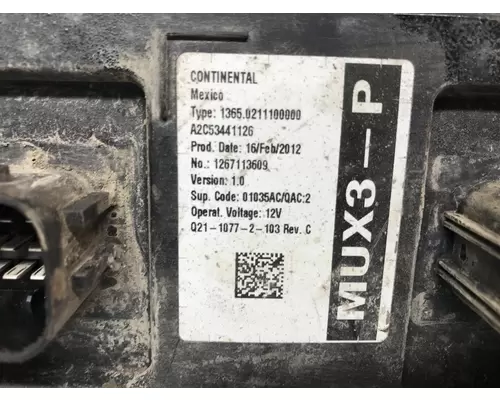 CONTINENTAL
Mexico
Type: 1365.0211100000
A2C53441126
Prod. Date: 16/Feb/2012
No.: 1267113609
Version: 1.0
Sup. Code: 01035AC/QAC:2
Operat. Voltage: 12V
Q21-1077-2-103 Rev. C
MUX3-P